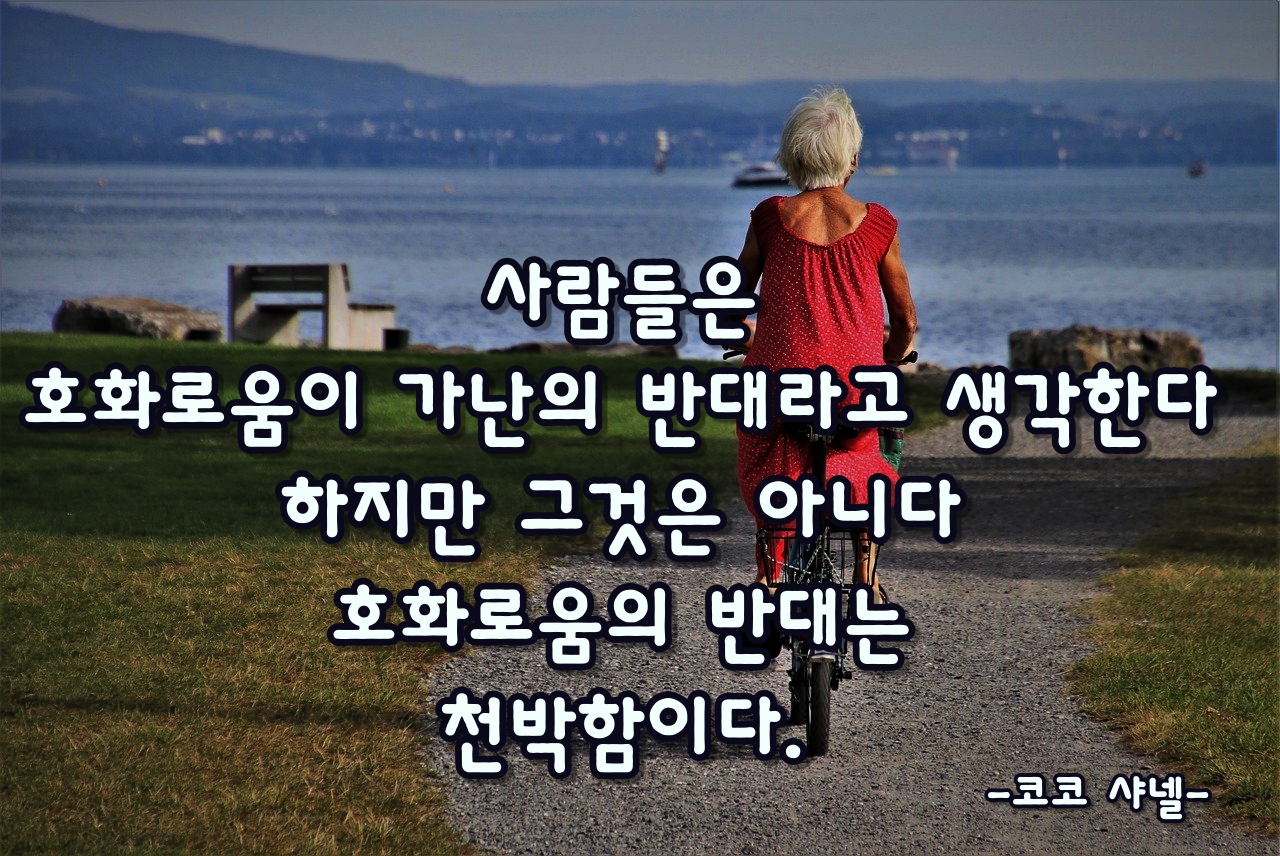 사람들은
호화로움이 가난의 반대라고 생각한다
하지만 그것은 아니다
호화로움의 반대는
천박함이다.
-코코 샤넬-